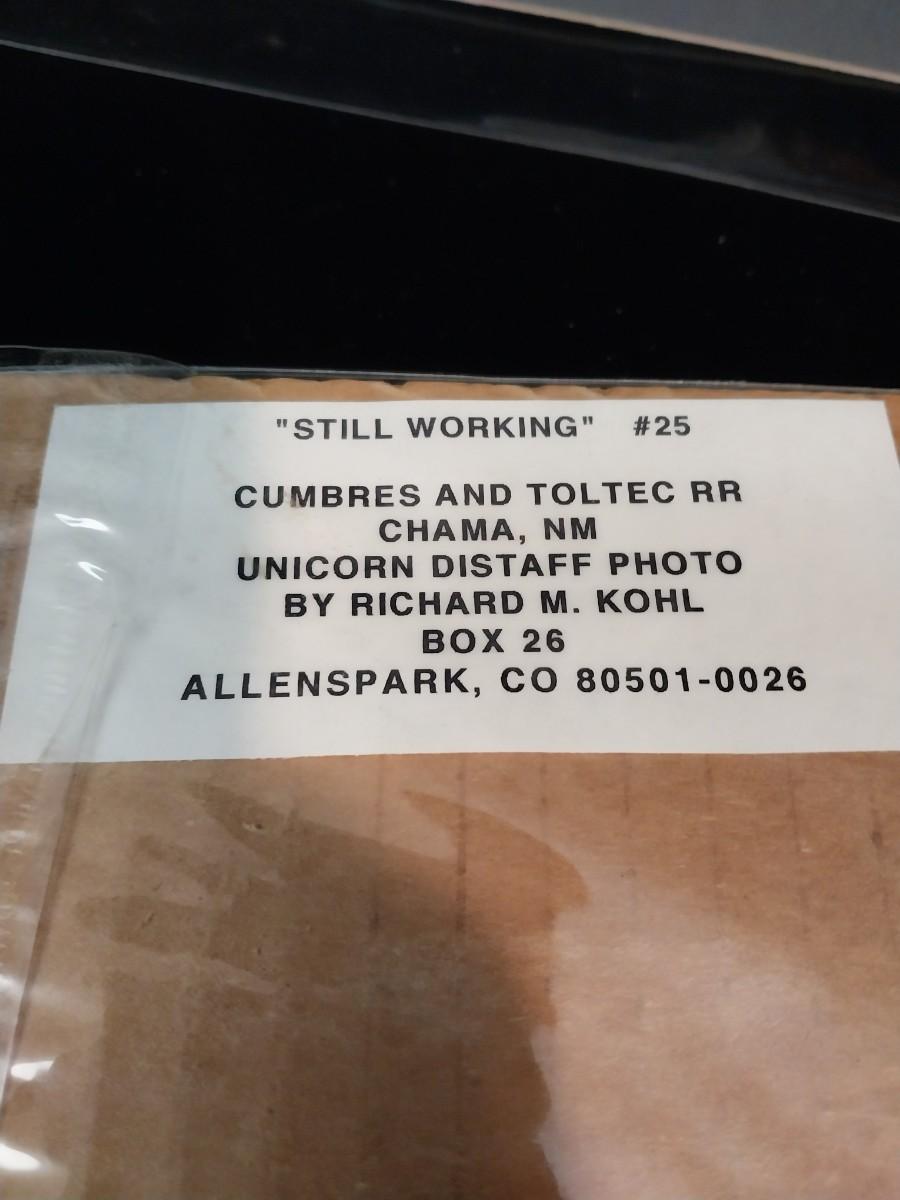 "STILL WORKING" #25
CUMBRES AND TOLTEC RR
CHAMA, NM
UNICORN DISTAFF PHOTO
BY RICHARD M. KOHL
BOX 26
ALLENSPARK, CO 80501-0026